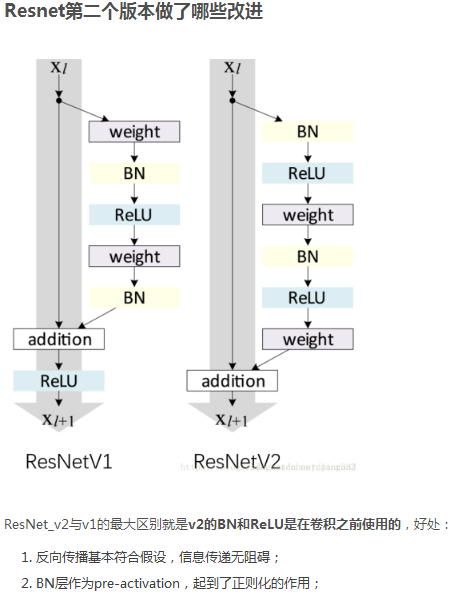 Resnet第二个版本做了哪些改进
Xl
weight
BN
ReLU
weight
BN
addition
ReLU
Xl+1
ResNetV1
Xl
BN
ReLU
weight
BN
ReLU
weight
addition
Xl+1
ResNetV2
ResNet_v2与v1的最大区别就是v2的BN和ReLU是在卷积之前使用的，好处：
1. 反向传播基本符合假设，信息传递无阻碍；
2. BN层作为pre-activation，起到了正则化的作用；